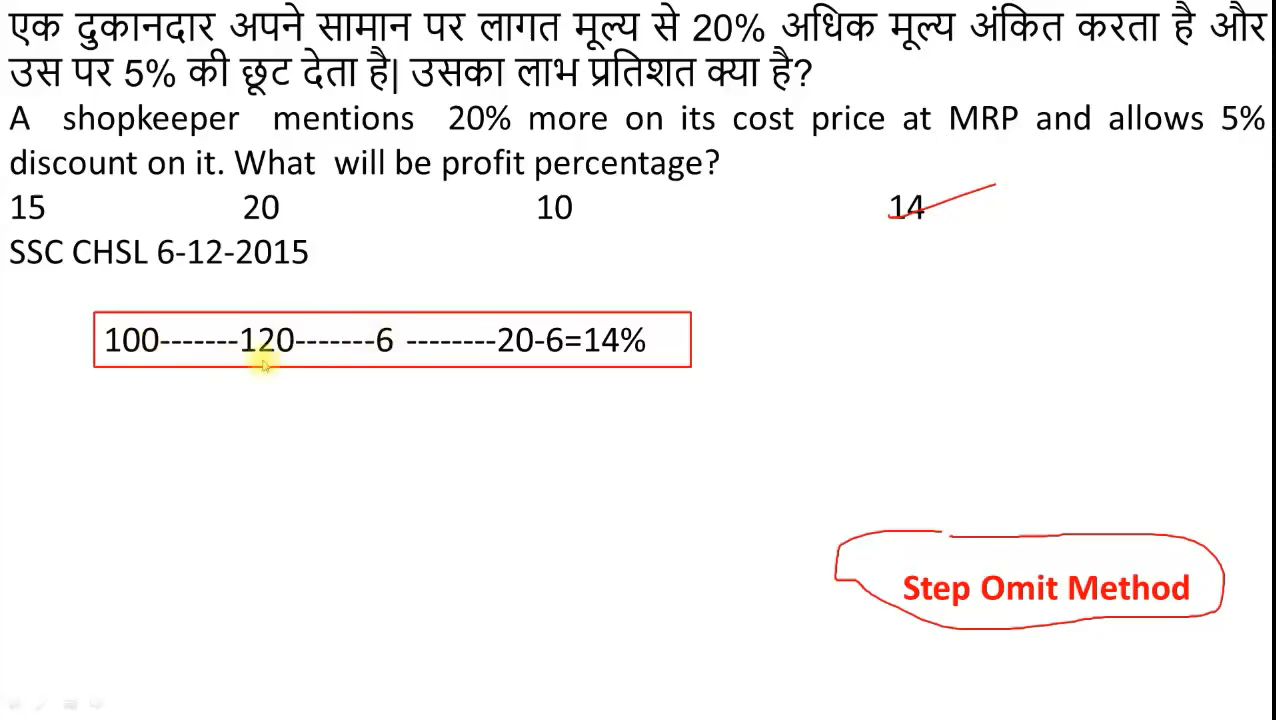 एक दुकानदार अपने सामान पर लागत मूल्य से 20% अधिक मूल्य अंकित करता है और
उस पर 5% की छूट देता है| उसका लाभ प्रतिशत क्या है?
A shopkeeper mentions 20% more on its cost price at MRP and allows 5%
discount on it. What will be profit percentage?
15 20 10 14
SSC CHSL 6-12-2015
100-------120-------6 --------20-6=14%
Step Omit Method